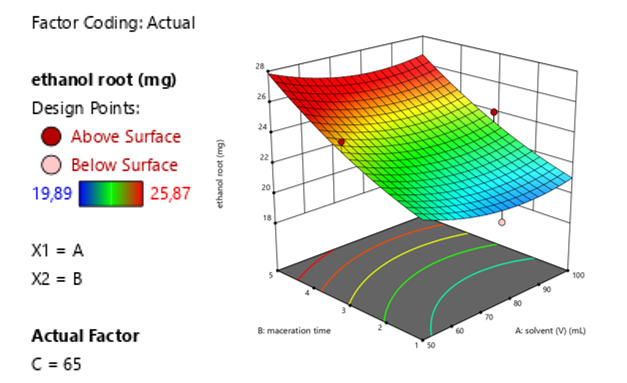 Factor Coding: Actual
ethanol root (mg)
Design Points:
Above Surface
Below Surface
19,89 25,87
X1 = A
X2 = B
Actual Factor
C = 65
28
26
24
22
20
18
ethanol root (mg)
5
4
3
2
1
B: maceration time
50
60
70
80
90
100
A: solvent (V) (mL)